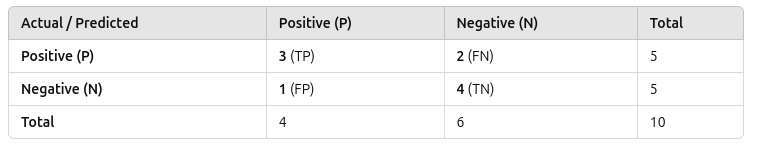 Actual / Predicted Positive (P) Negative (N) Total
Positive (P) 3 (TP) 2 (FN) 5
Negative (N) 1 (FP) 4 (TN) 5
Total 4 6 10